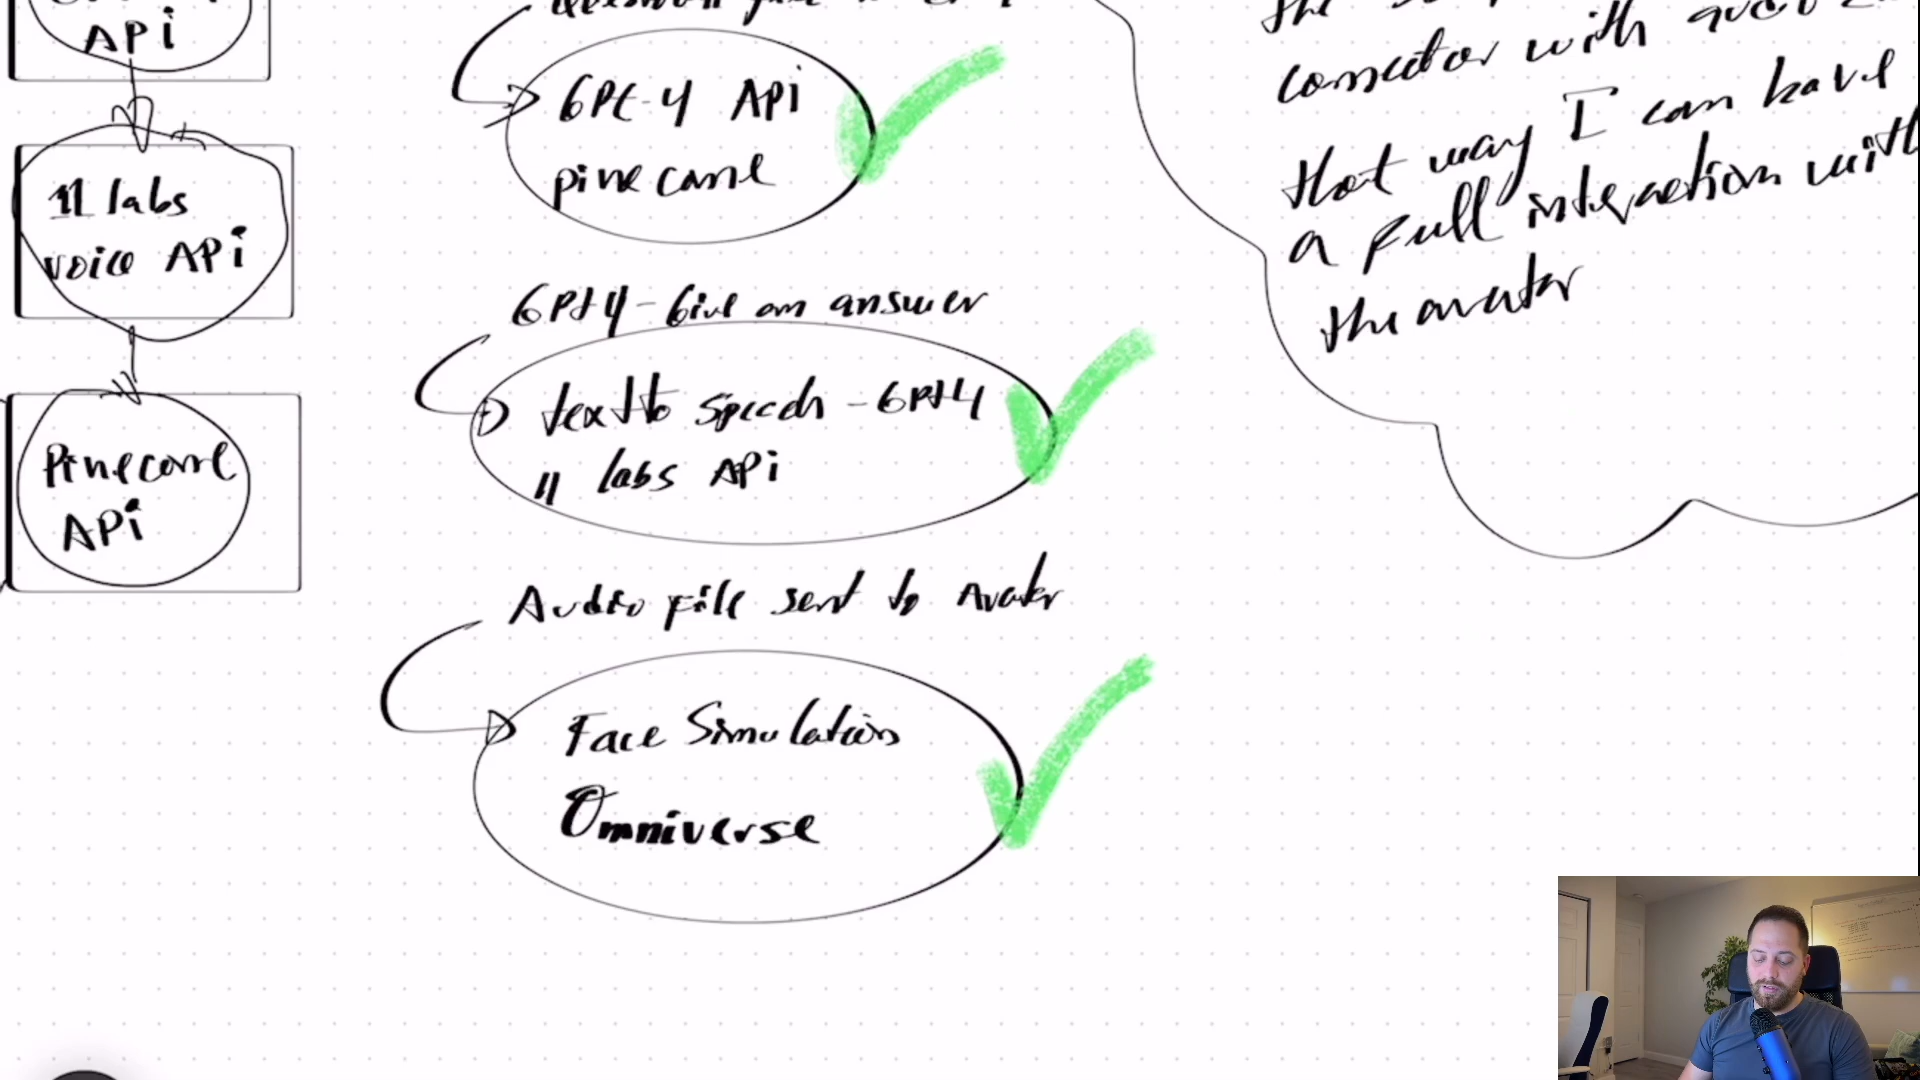 API
11 labs
voice API
Pinecone
API
GPT-4 API
pinecone
GPT4 - Give an answer
text to speech - GPT4
11 labs API
Audio file sent to Avatar
Face Simulation
Omniverse
the
connector with
that way I can have
a full interaction with
the avatar